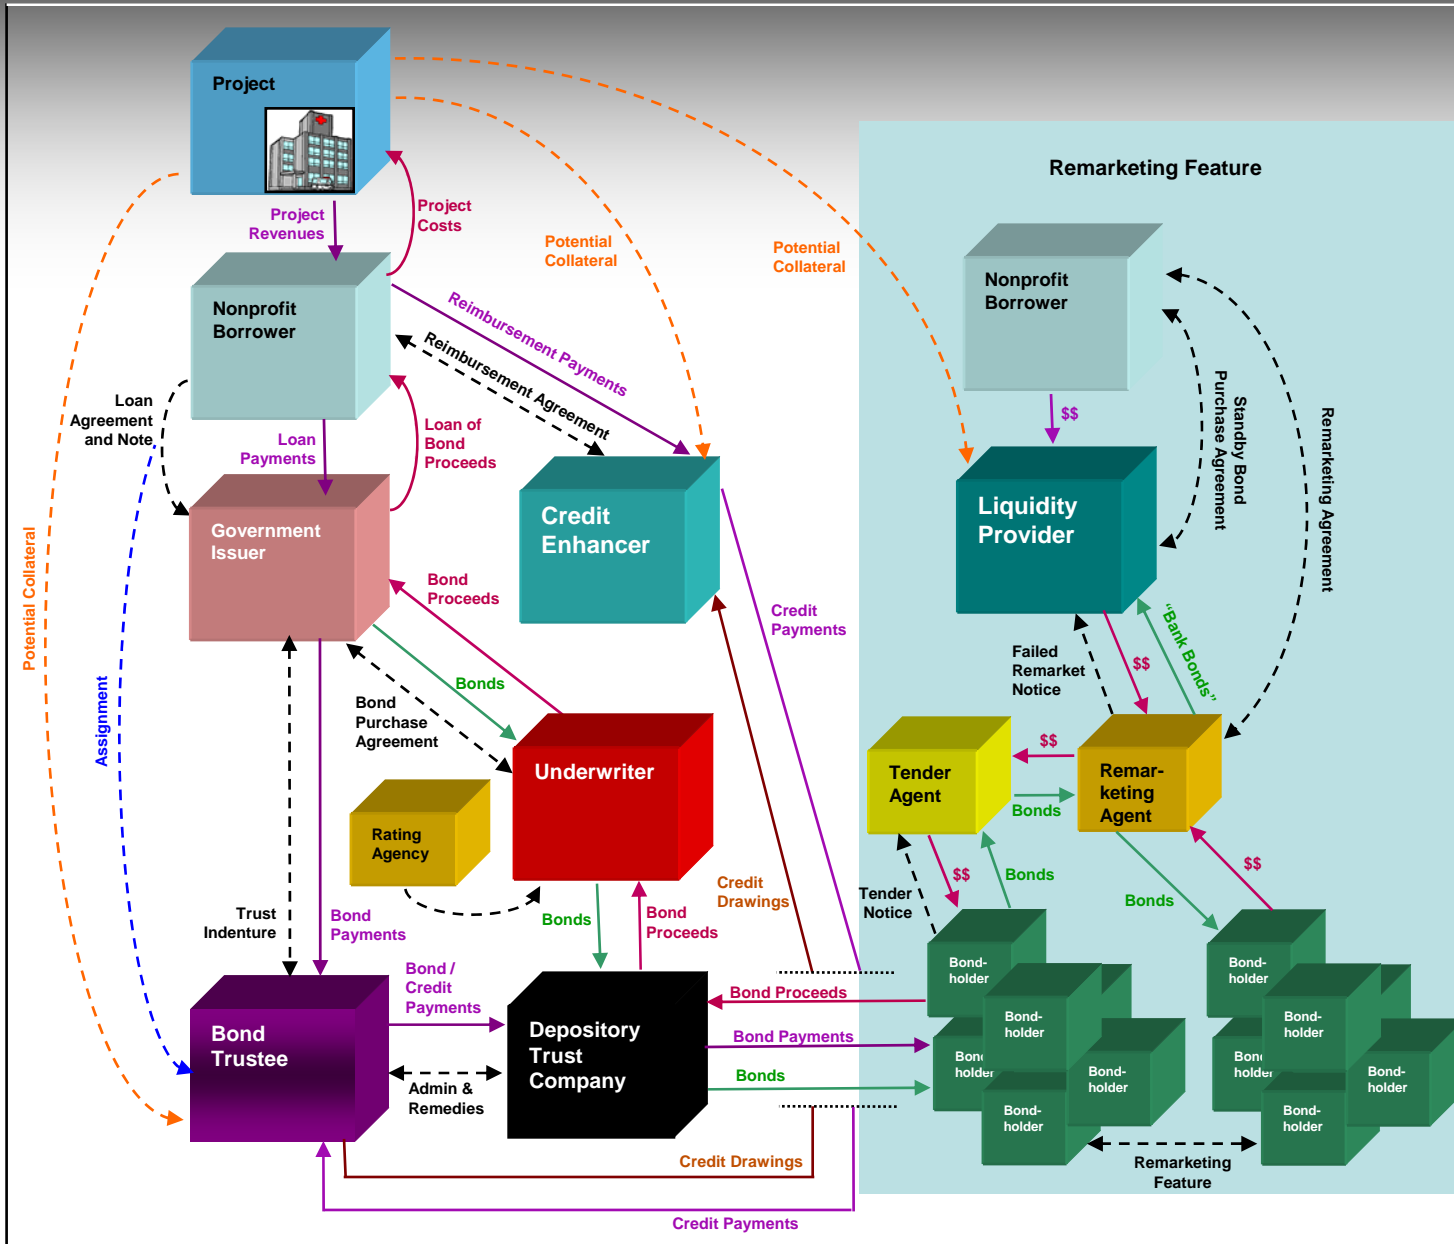 Project
Remarketing Feature
Project
Revenues
Project
Costs
Potential
Collateral
Potential
Collateral
Nonprofit
Borrower
Nonprofit
Borrower
Reimbursement Payments
Reimbursement Agreement
Loan
Agreement
and Note
Loan
Payments
Loan of
Bond
Proceeds
$$
Standby Bond
Purchase Agreement
Remarketing Agreement
Government
Issuer
Credit
Enhancer
Liquidity
Provider
Potential Collateral
Assignment
Bond
Proceeds
Bonds
Bond
Purchase
Agreement
Credit
Payments
Failed
Remarket
Notice
$$
“Bank Bonds”
Underwriter
Rating
Agency
Tender
Agent
$$
Bonds
Remar-
keting
Agent
Trust
Indenture
Bond
Payments
Bonds
Bond
Proceeds
Credit
Drawings
Tender
Notice
$$
Bonds
Bonds
$$
Bond /
Credit
Payments
Bond
Trustee
Admin &
Remedies
Depository
Trust
Company
Bond Proceeds
Bond Payments
Bonds
Bond-
holder
Bond-
holder
Bond-
holder
Bond-
holder
Bond-
holder
Bond-
holder
Bond-
holder
Bond-
holder
Remarketing
Feature
Credit Drawings
Credit Payments